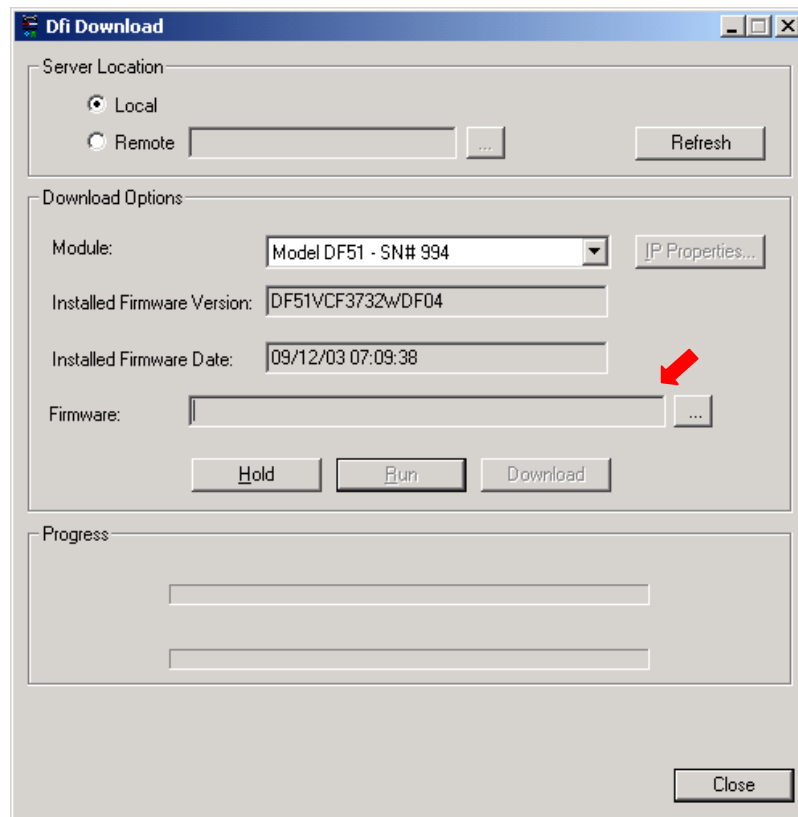 Dfi Download
Server Location
Local
Remote ... Refresh
Download Options
Module: Model DF51 - SN# 994 IP Properties...
Installed Firmware Version: DF51VCF3732WDF04
Installed Firmware Date: 09/12/03 07:09:38
Firmware: ...
Hold Run Download
Progress
Close